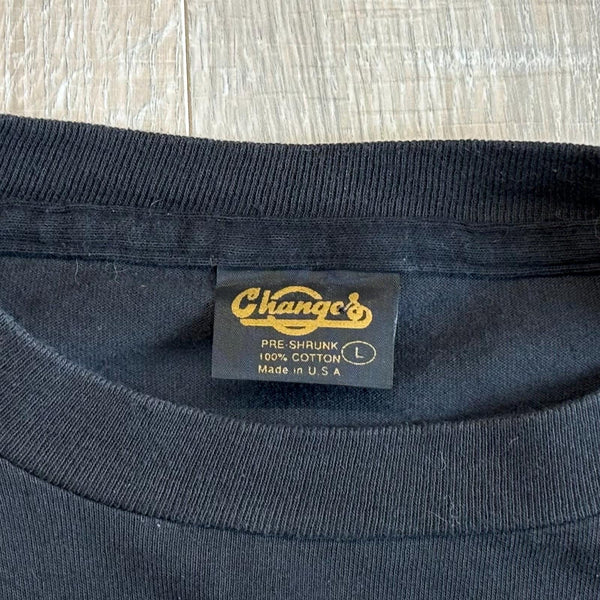 Changes
PRE-SHRUNK
100% COTTON L
Made in U.S.A